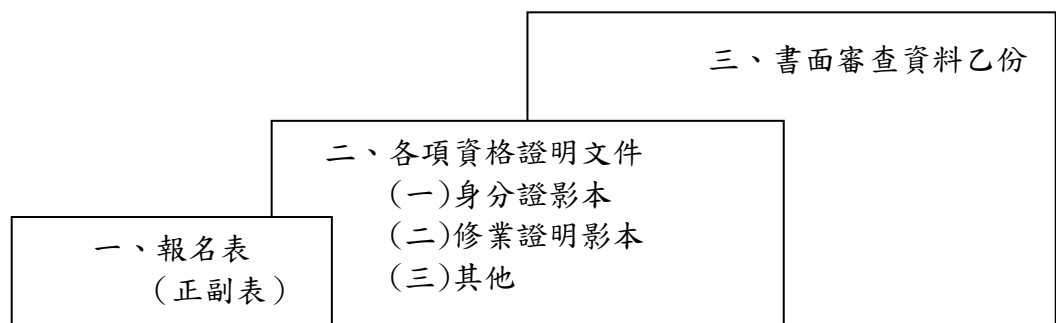 三、書面審查資料乙份
二、各項資格證明文件
(一)身分證影本
(二)修業證明影本
(三)其他
一、報名表
(正副表)